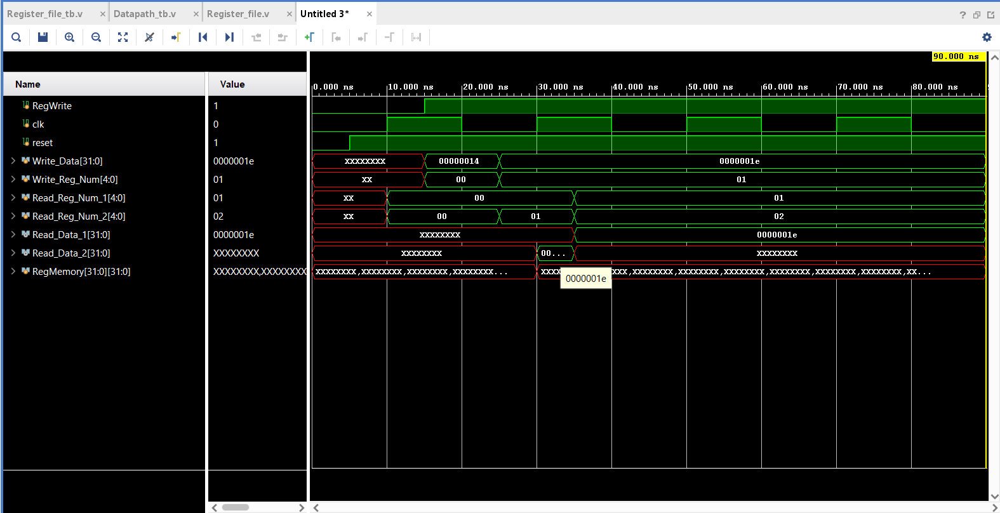 Register_file_tb.v × Datapath_tb.v × Register_file.v × Untitled 3* ×
?
90.000 ns
Name Value
0.000 ns 10.000 ns 20.000 ns 30.000 ns 40.000 ns 50.000 ns 60.000 ns 70.000 ns 80.000 ns
RegWrite 1
clk 0
reset 1
Write_Data[31:0] 0000001e XXXXXXXX 00000014 0000001e
Write_Reg_Num[4:0] 01 XX 00 01
Read_Reg_Num_1[4:0] 01 XX 00 01
Read_Reg_Num_2[4:0] 02 XX 00 01 02
Read_Data_1[31:0] 0000001e XXXXXXXX 0000001e
Read_Data_2[31:0] XXXXXXXX XXXXXXXX 00... XXXXXXXX
RegMemory[31:0][31:0] XXXXXXXX,XXXXXXXX XXXXXXXX,XXXXXXXX,XXXXXXXX,XXXXXXXX... XXX XXX,XXXXXXXX,XXXXXXXX,XXXXXXXX,XXXXXXXX,XXXXXXXX,XXXXXXXX,XX...
0000001e